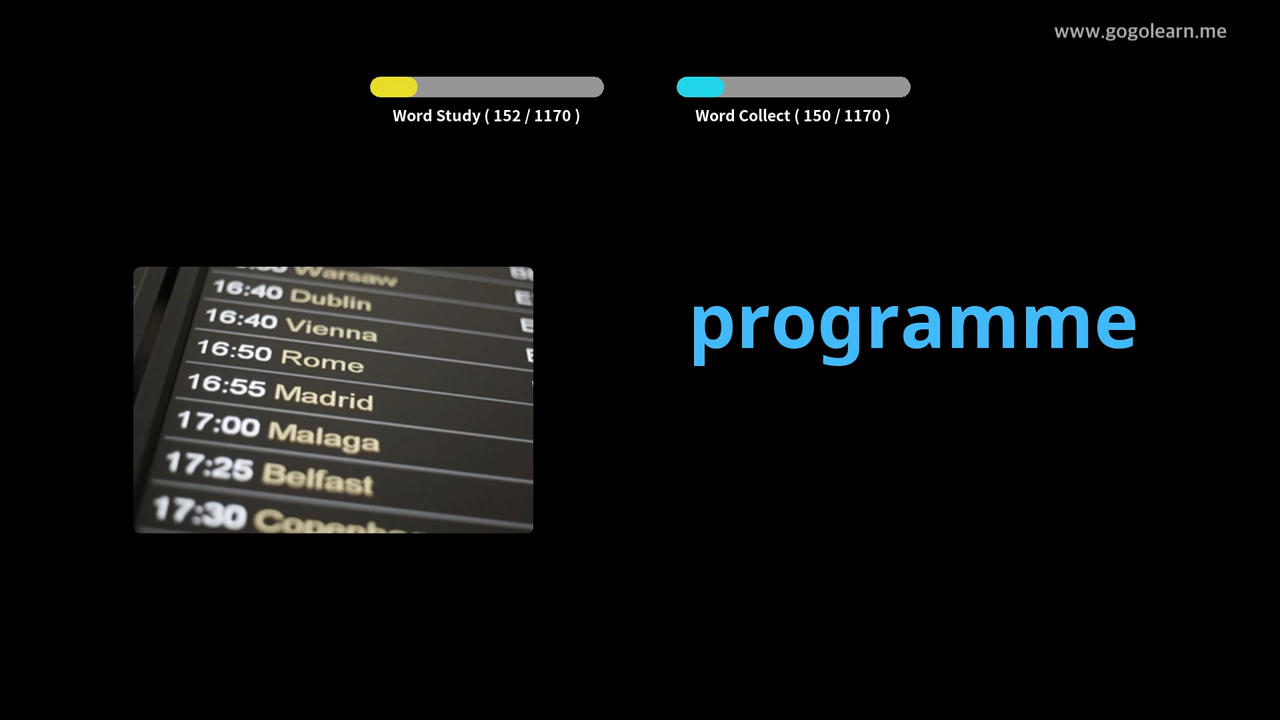 www.gogolearn.me
Word Study ( 152 / 1170 )
Word Collect ( 150 / 1170 )
programme
Warsaw
16:40 Dublin
16:40 Vienna
16:50 Rome
16:55 Madrid
17:00 Malaga
17:25 Belfast
17:30